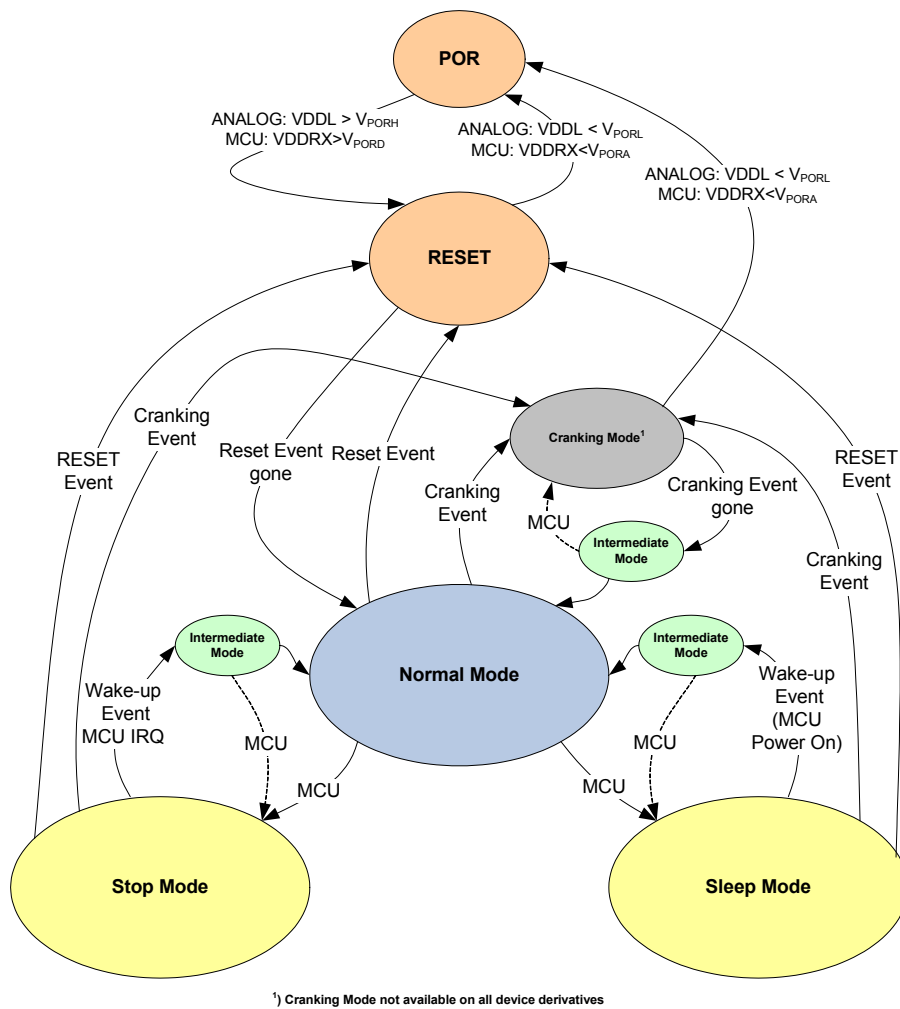 POR
ANALOG: VDDL > VPORH
MCU: VDDRX>VPORD
ANALOG: VDDL < VPORL
MCU: VDDRX<VPORA
ANALOG: VDDL < VPORL
MCU: VDDRX<VPORA
RESET
Cranking
Event
RESET
Event
Reset Event
gone
Reset Event
Cranking Mode1
Cranking
Event
Cranking Event
gone
MCU
Intermediate
Mode
RESET
Event
Cranking
Event
Intermediate
Mode
Normal Mode
Intermediate
Mode
Wake-up
Event
MCU IRQ
MCU
MCU
MCU
MCU
Wake-up
Event
(MCU
Power On)
Stop Mode
Sleep Mode
1) Cranking Mode not available on all device derivatives